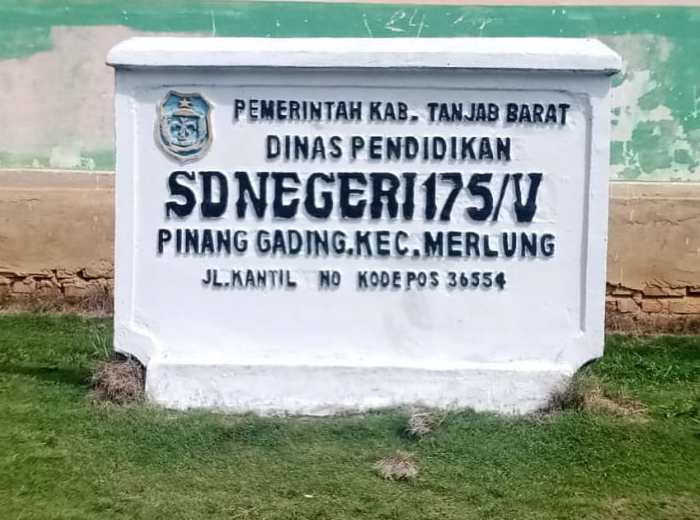 PEMERINTAH KAB. TANJAB BARAT
DINAS PENDIDIKAN
SD NEGERI 175/V
PINANG GADING.KEC.MERLUNG
JL.KANTIL NO KODE POS 36554